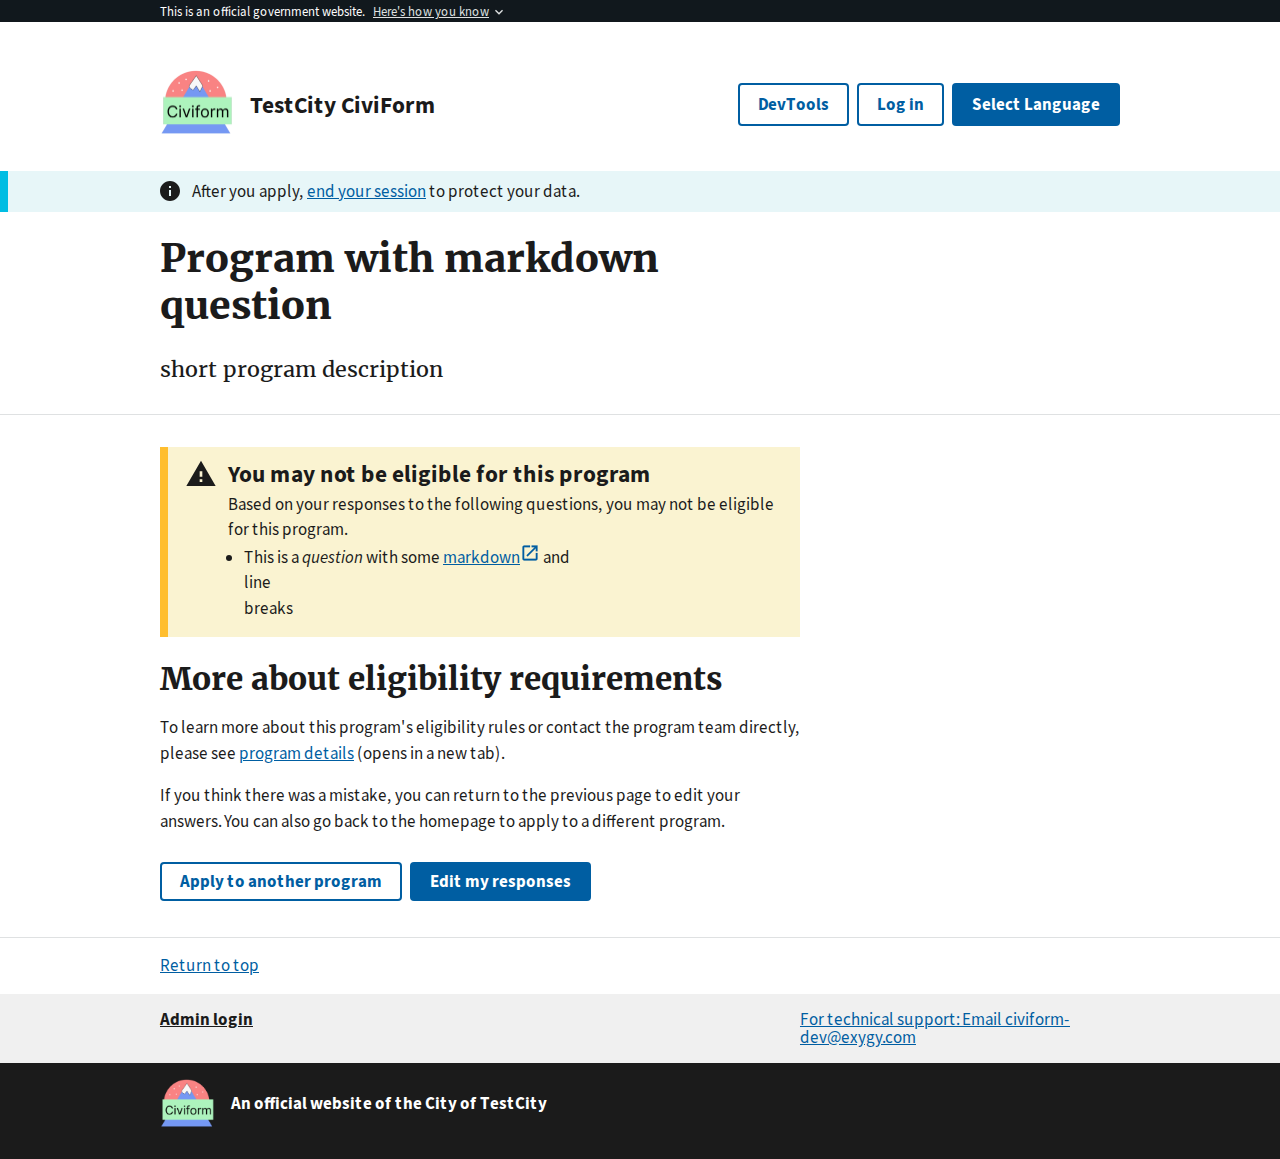 This is an official government website. Here's how you know
Civiform
TestCity CiviForm
DevTools
Log in
Select Language
After you apply, end your session to protect your data.
Program with markdown
question
short program description
You may not be eligible for this program
Based on your responses to the following questions, you may not be eligible
for this program.
This is a question with some markdown and
line
breaks
More about eligibility requirements
To learn more about this program's eligibility rules or contact the program team directly,
please see program details (opens in a new tab).
If you think there was a mistake, you can return to the previous page to edit your
answers. You can also go back to the homepage to apply to a different program.
Apply to another program
Edit my responses
Return to top
Admin login
For technical support: Email civiform-
dev@exygy.com
Civiform
An official website of the City of TestCity